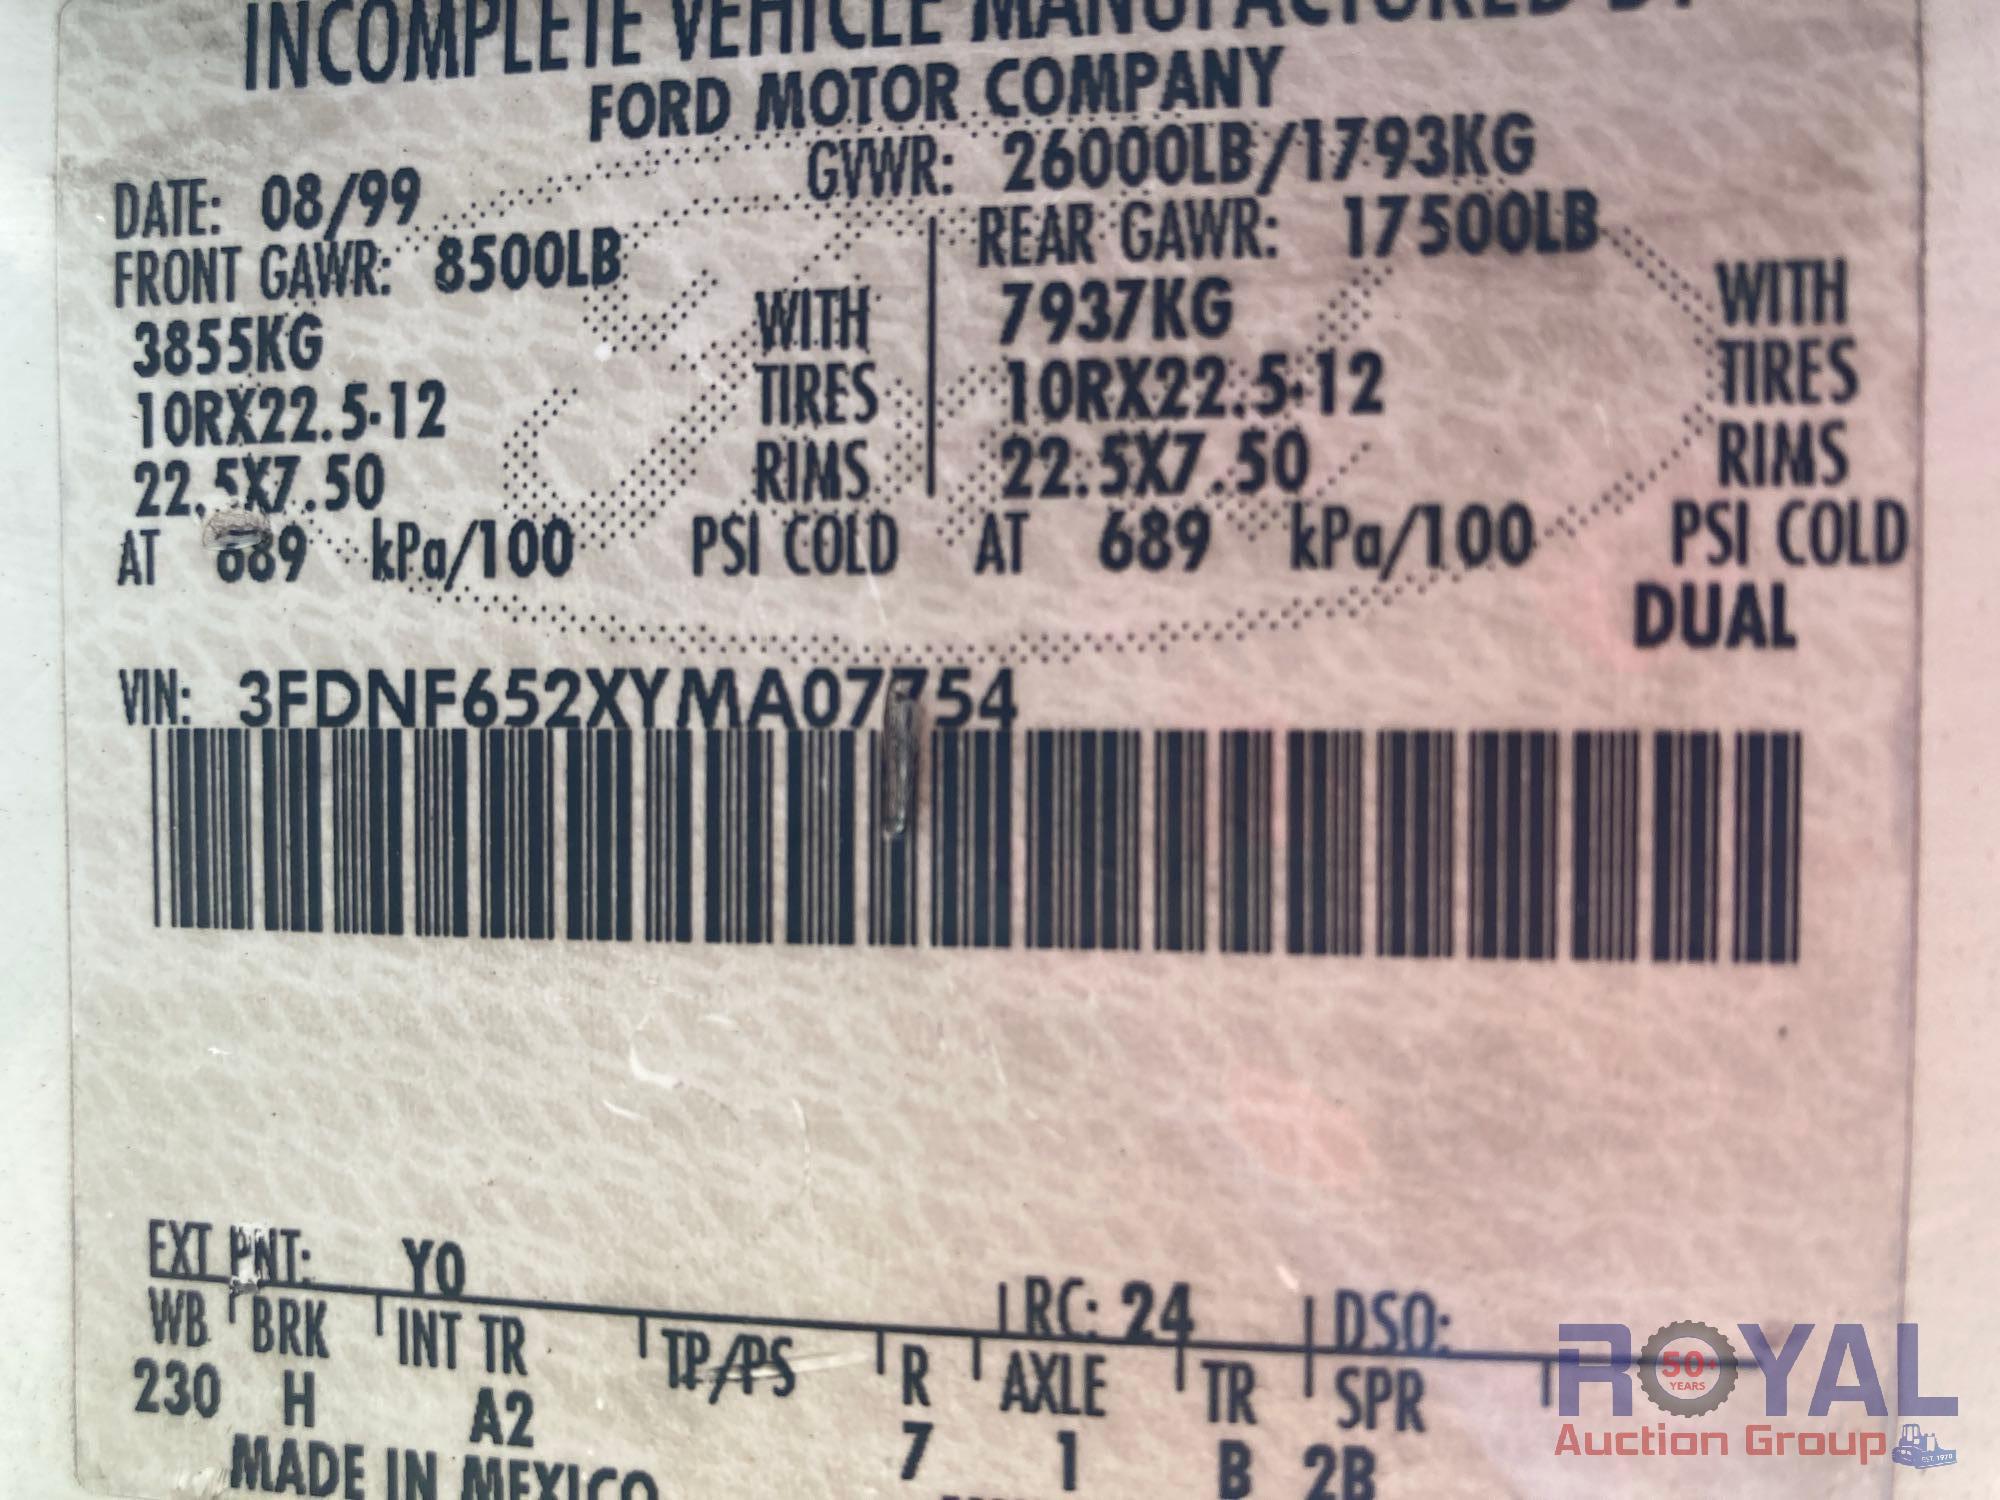 INCOMPLETE VEHICLE MANUFACTURED BY
FORD MOTOR COMPANY
DATE: 08/99
GVWR: 26000LB/1793KG
FRONT GAWR: 8500LB
3855KG
WITH
10RX22.5-12
TIRES
22.5X7.50
RIMS
AT 689 kPa/100 PSI COLD
REAR GAWR: 17500LB
7937KG
WITH
10RX22.5-12
TIRES
22.5X7.50
RIMS
AT 689 kPa/100 PSI COLD
DUAL
VIN: 3FDNF652XYMA07754
EXT PNT: YO
RC: 24 DSO:
WB BRK INT TR TP/PS R AXLE TR SPR
230 H A2 7 1 B 2B
MADE IN MEXICO
ROYAL
50+
YEARS
Auction Group
EST. 1970